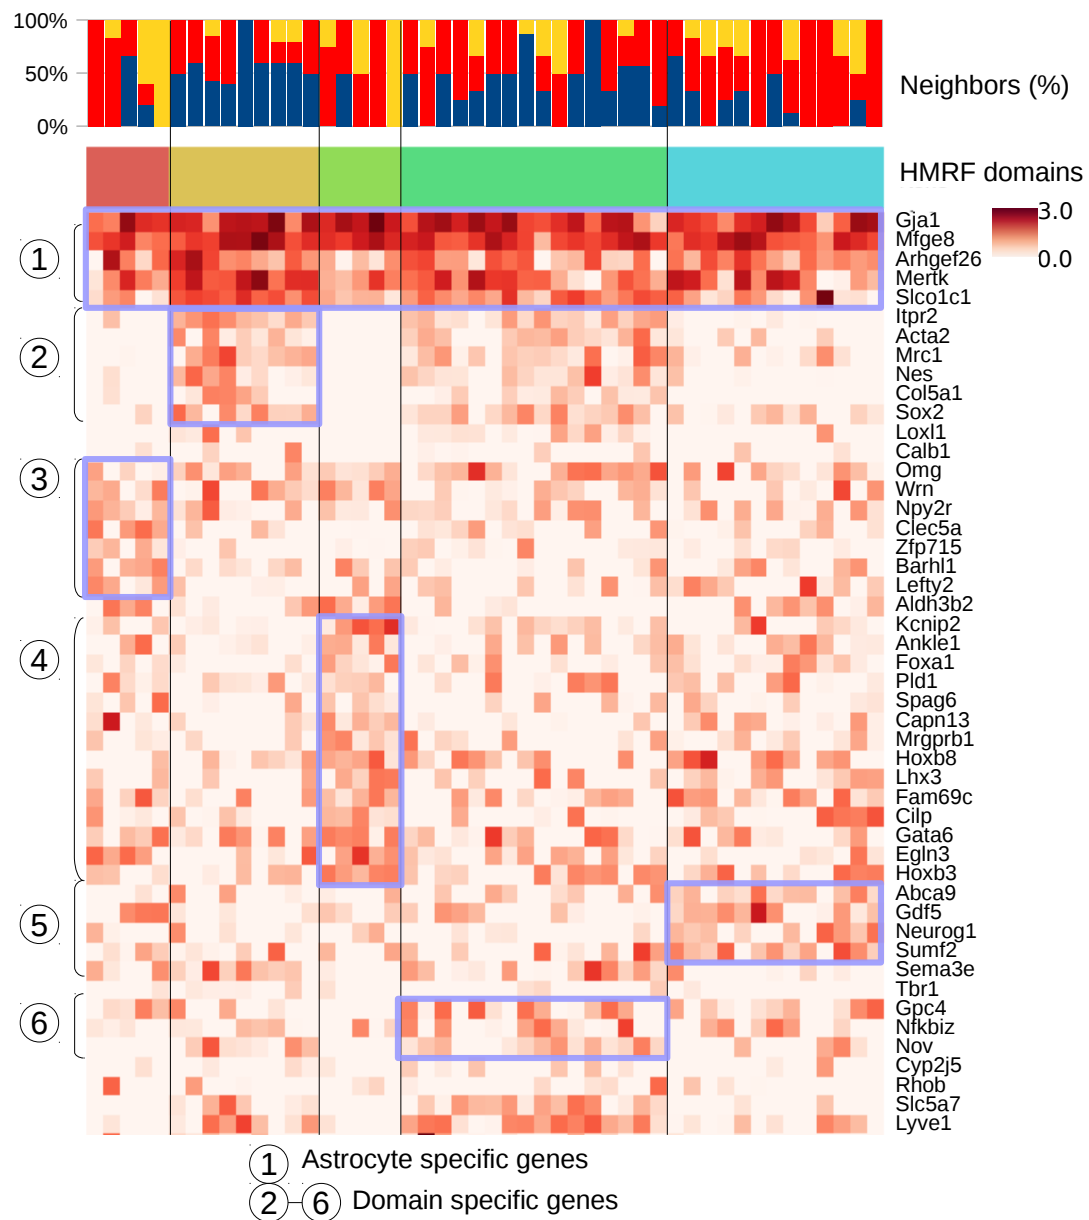 100%
50%
0%
Neighbors (%)
HMRF domains
3.0
0.0
1
2
3
4
5
6
Gja1
Mfge8
Arhgef26
Mertk
Slco1c1
Itpr2
Acta2
Mrc1
Nes
Col5a1
Sox2
Loxl1
Calb1
Omg
Wrn
Npy2r
Clec5a
Zfp715
Barhl1
Lefty2
Aldh3b2
Kcnip2
Ankle1
Foxa1
Pld1
Spag6
Capn13
Mrgprb1
Hoxb8
Lhx3
Fam69c
Cilp
Gata6
Egln3
Hoxb3
Abca9
Gdf5
Neurog1
Sumf2
Sema3e
Tbr1
Gpc4
Nfkbiz
Nov
Cyp2j5
Rhob
Slc5a7
Lyve1
1 Astrocyte specific genes
2-6 Domain specific genes